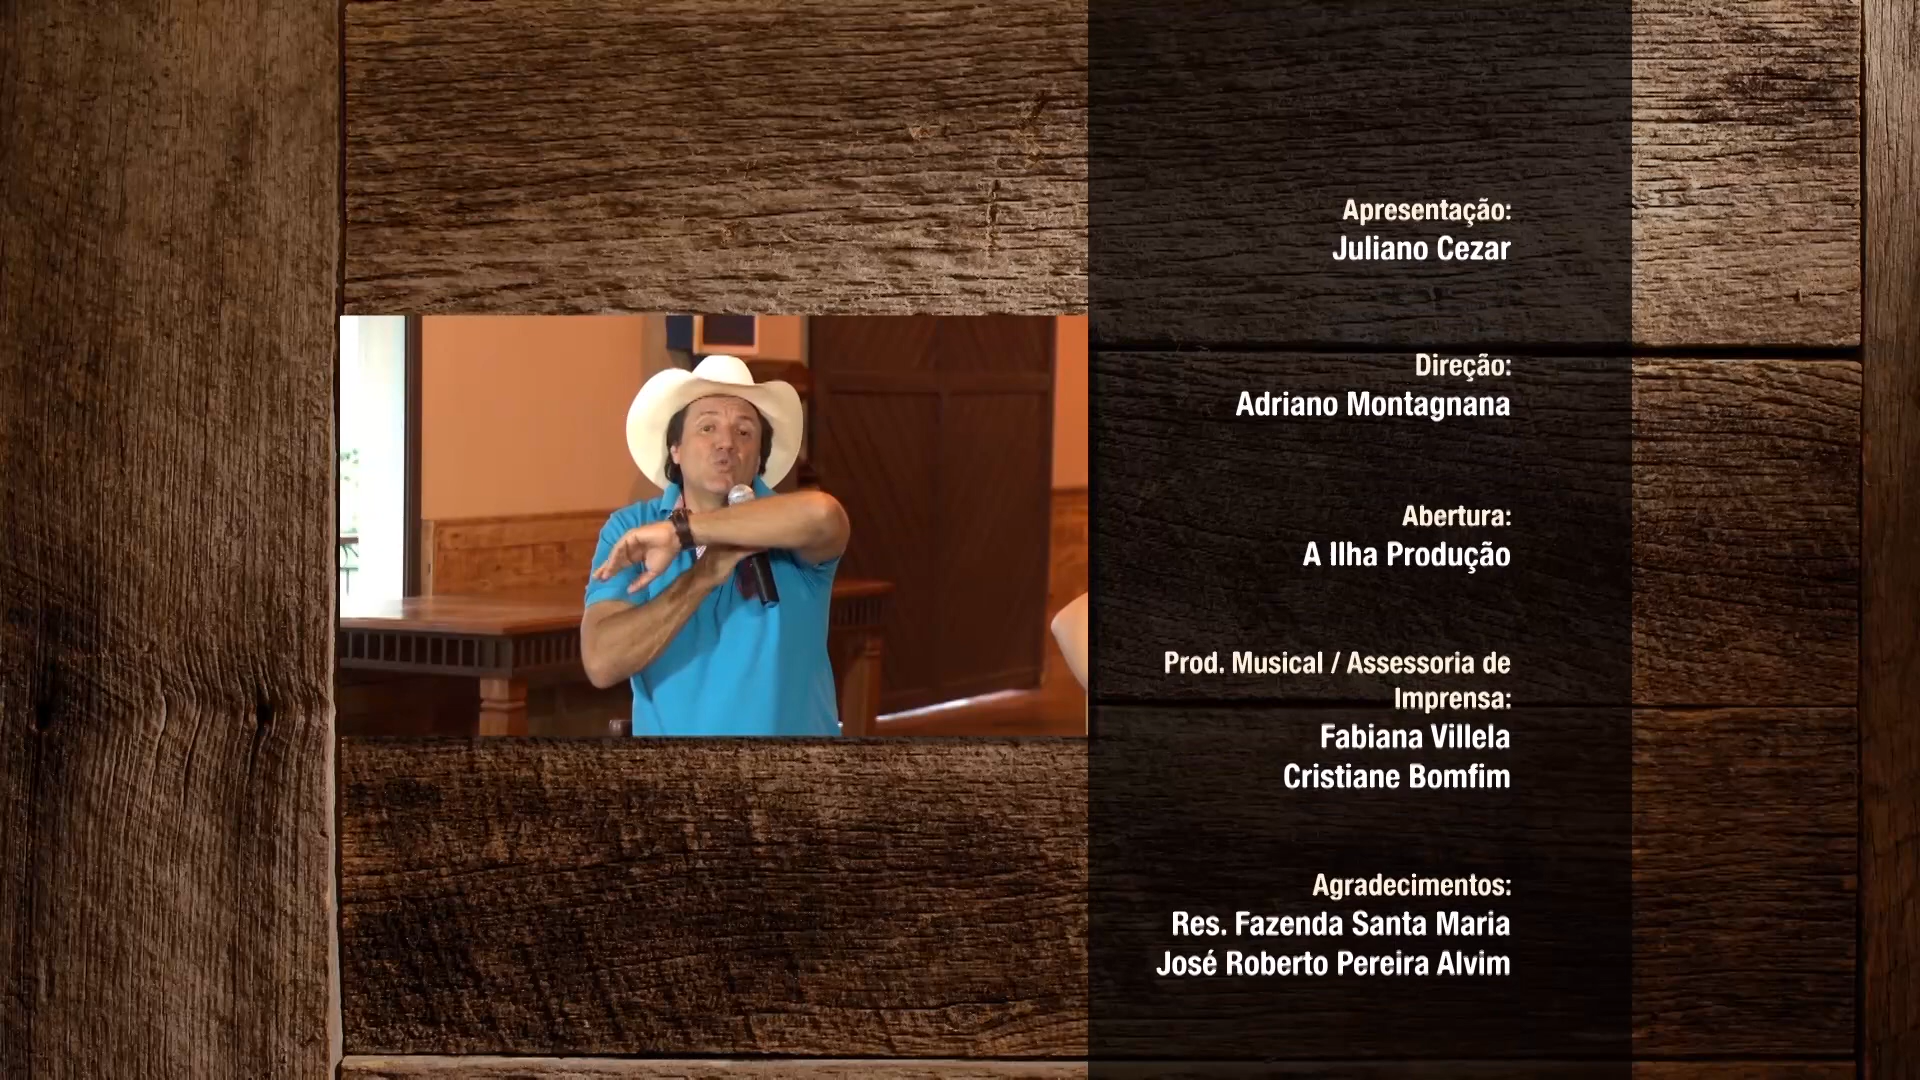 Apresentação:
Juliano Cezar
Direção:
Adriano Montagnana
Abertura:
A Ilha Produção
Prod. Musical / Assessoria de
Imprensa:
Fabiana Villela
Cristiane Bomfim
Agradecimentos:
Res. Fazenda Santa Maria
José Roberto Pereira Alvim